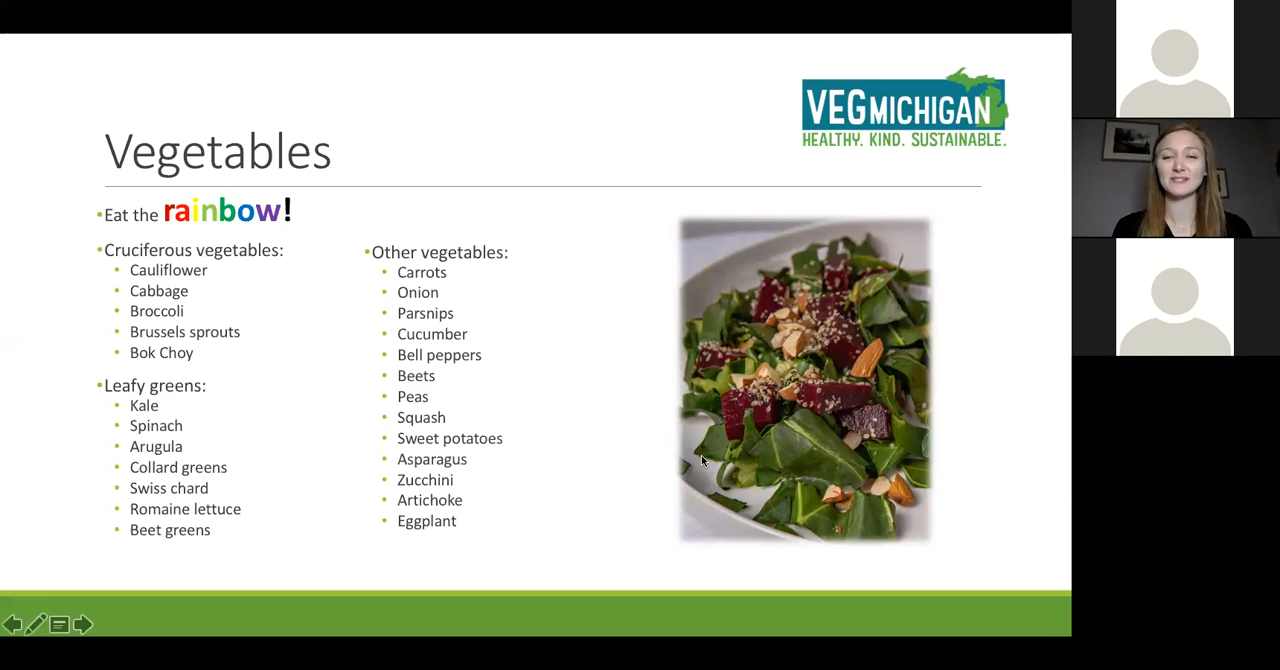 VEGMICHIGAN
HEALTHY. KIND. SUSTAINABLE.
Vegetables
•Eat the rainbow!
•Cruciferous vegetables:
• Cauliflower
• Cabbage
• Broccoli
• Brussels sprouts
• Bok Choy
•Leafy greens:
• Kale
• Spinach
• Arugula
• Collard greens
• Swiss chard
• Romaine lettuce
• Beet greens
•Other vegetables:
• Carrots
• Onion
• Parsnips
• Cucumber
• Bell peppers
• Beets
• Peas
• Squash
• Sweet potatoes
• Asparagus
• Zucchini
• Artichoke
• Eggplant